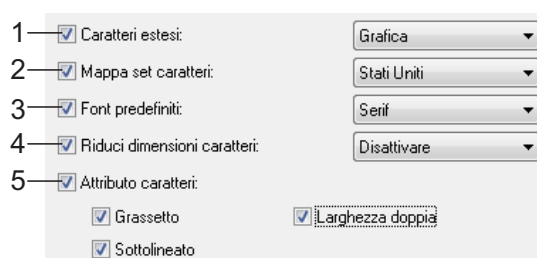 1 Caratteri estesi: Grafica
2 Mappa set caratteri: Stati Uniti
3 Font predefiniti: Serif
4 Riduci dimensioni caratteri: Disattivare
5 Attributo caratteri:
Grassetto Larghezza doppia
Sottolineato